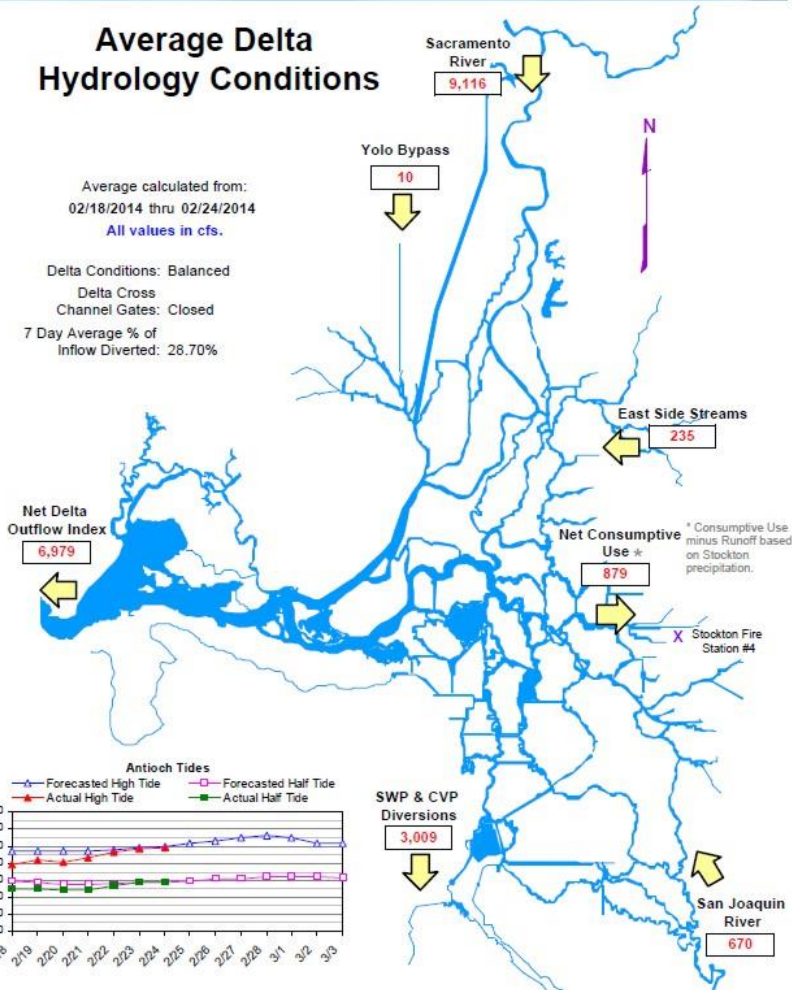 Average Delta
Hydrology Conditions
Sacramento
River
9,116
N
Yolo Bypass
10
Average calculated from:
02/18/2014 thru 02/24/2014
All values in cfs.
Delta Conditions: Balanced
Delta Cross
Channel Gates: Closed
7 Day Average % of
Inflow Diverted: 28.70%
East Side Streams
235
Net Delta
Outflow Index
6,979
Net Consumptive
Use *
879
* Consumptive Use
minus Runoff based
on Stockton
precipitation.
X Stockton Fire
Station #4
Antioch Tides
Forecasted High Tide
Forecasted Half Tide
Actual High Tide
Actual Half Tide
2/19
2/20
2/21
2/22
2/23
2/24
2/25
2/26
2/27
2/28
3/1
3/2
3/3
SWP & CVP
Diversions
3,009
San Joaquin
River
670